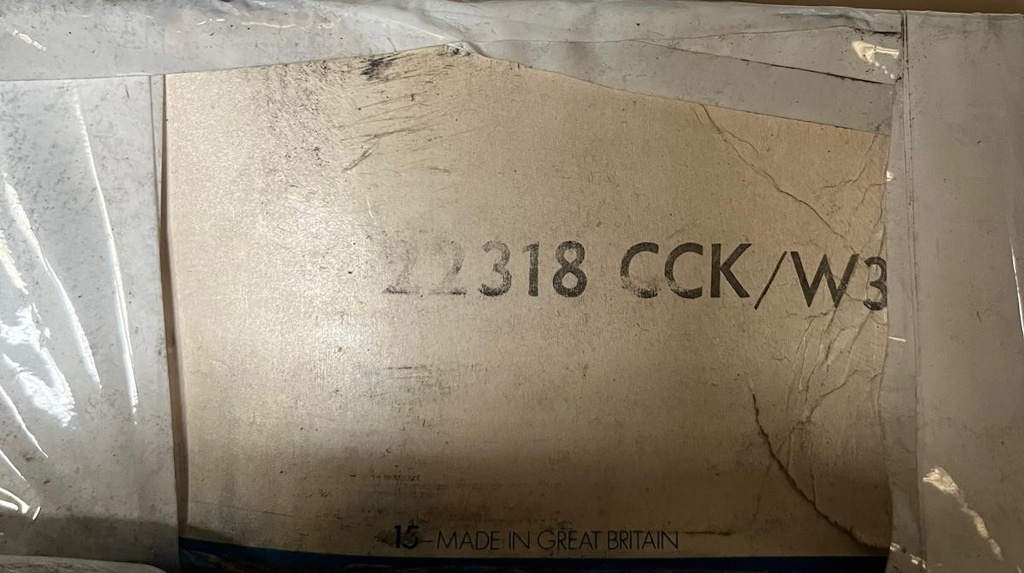 22318 CCK/W3
15-MADE IN GREAT BRITAIN